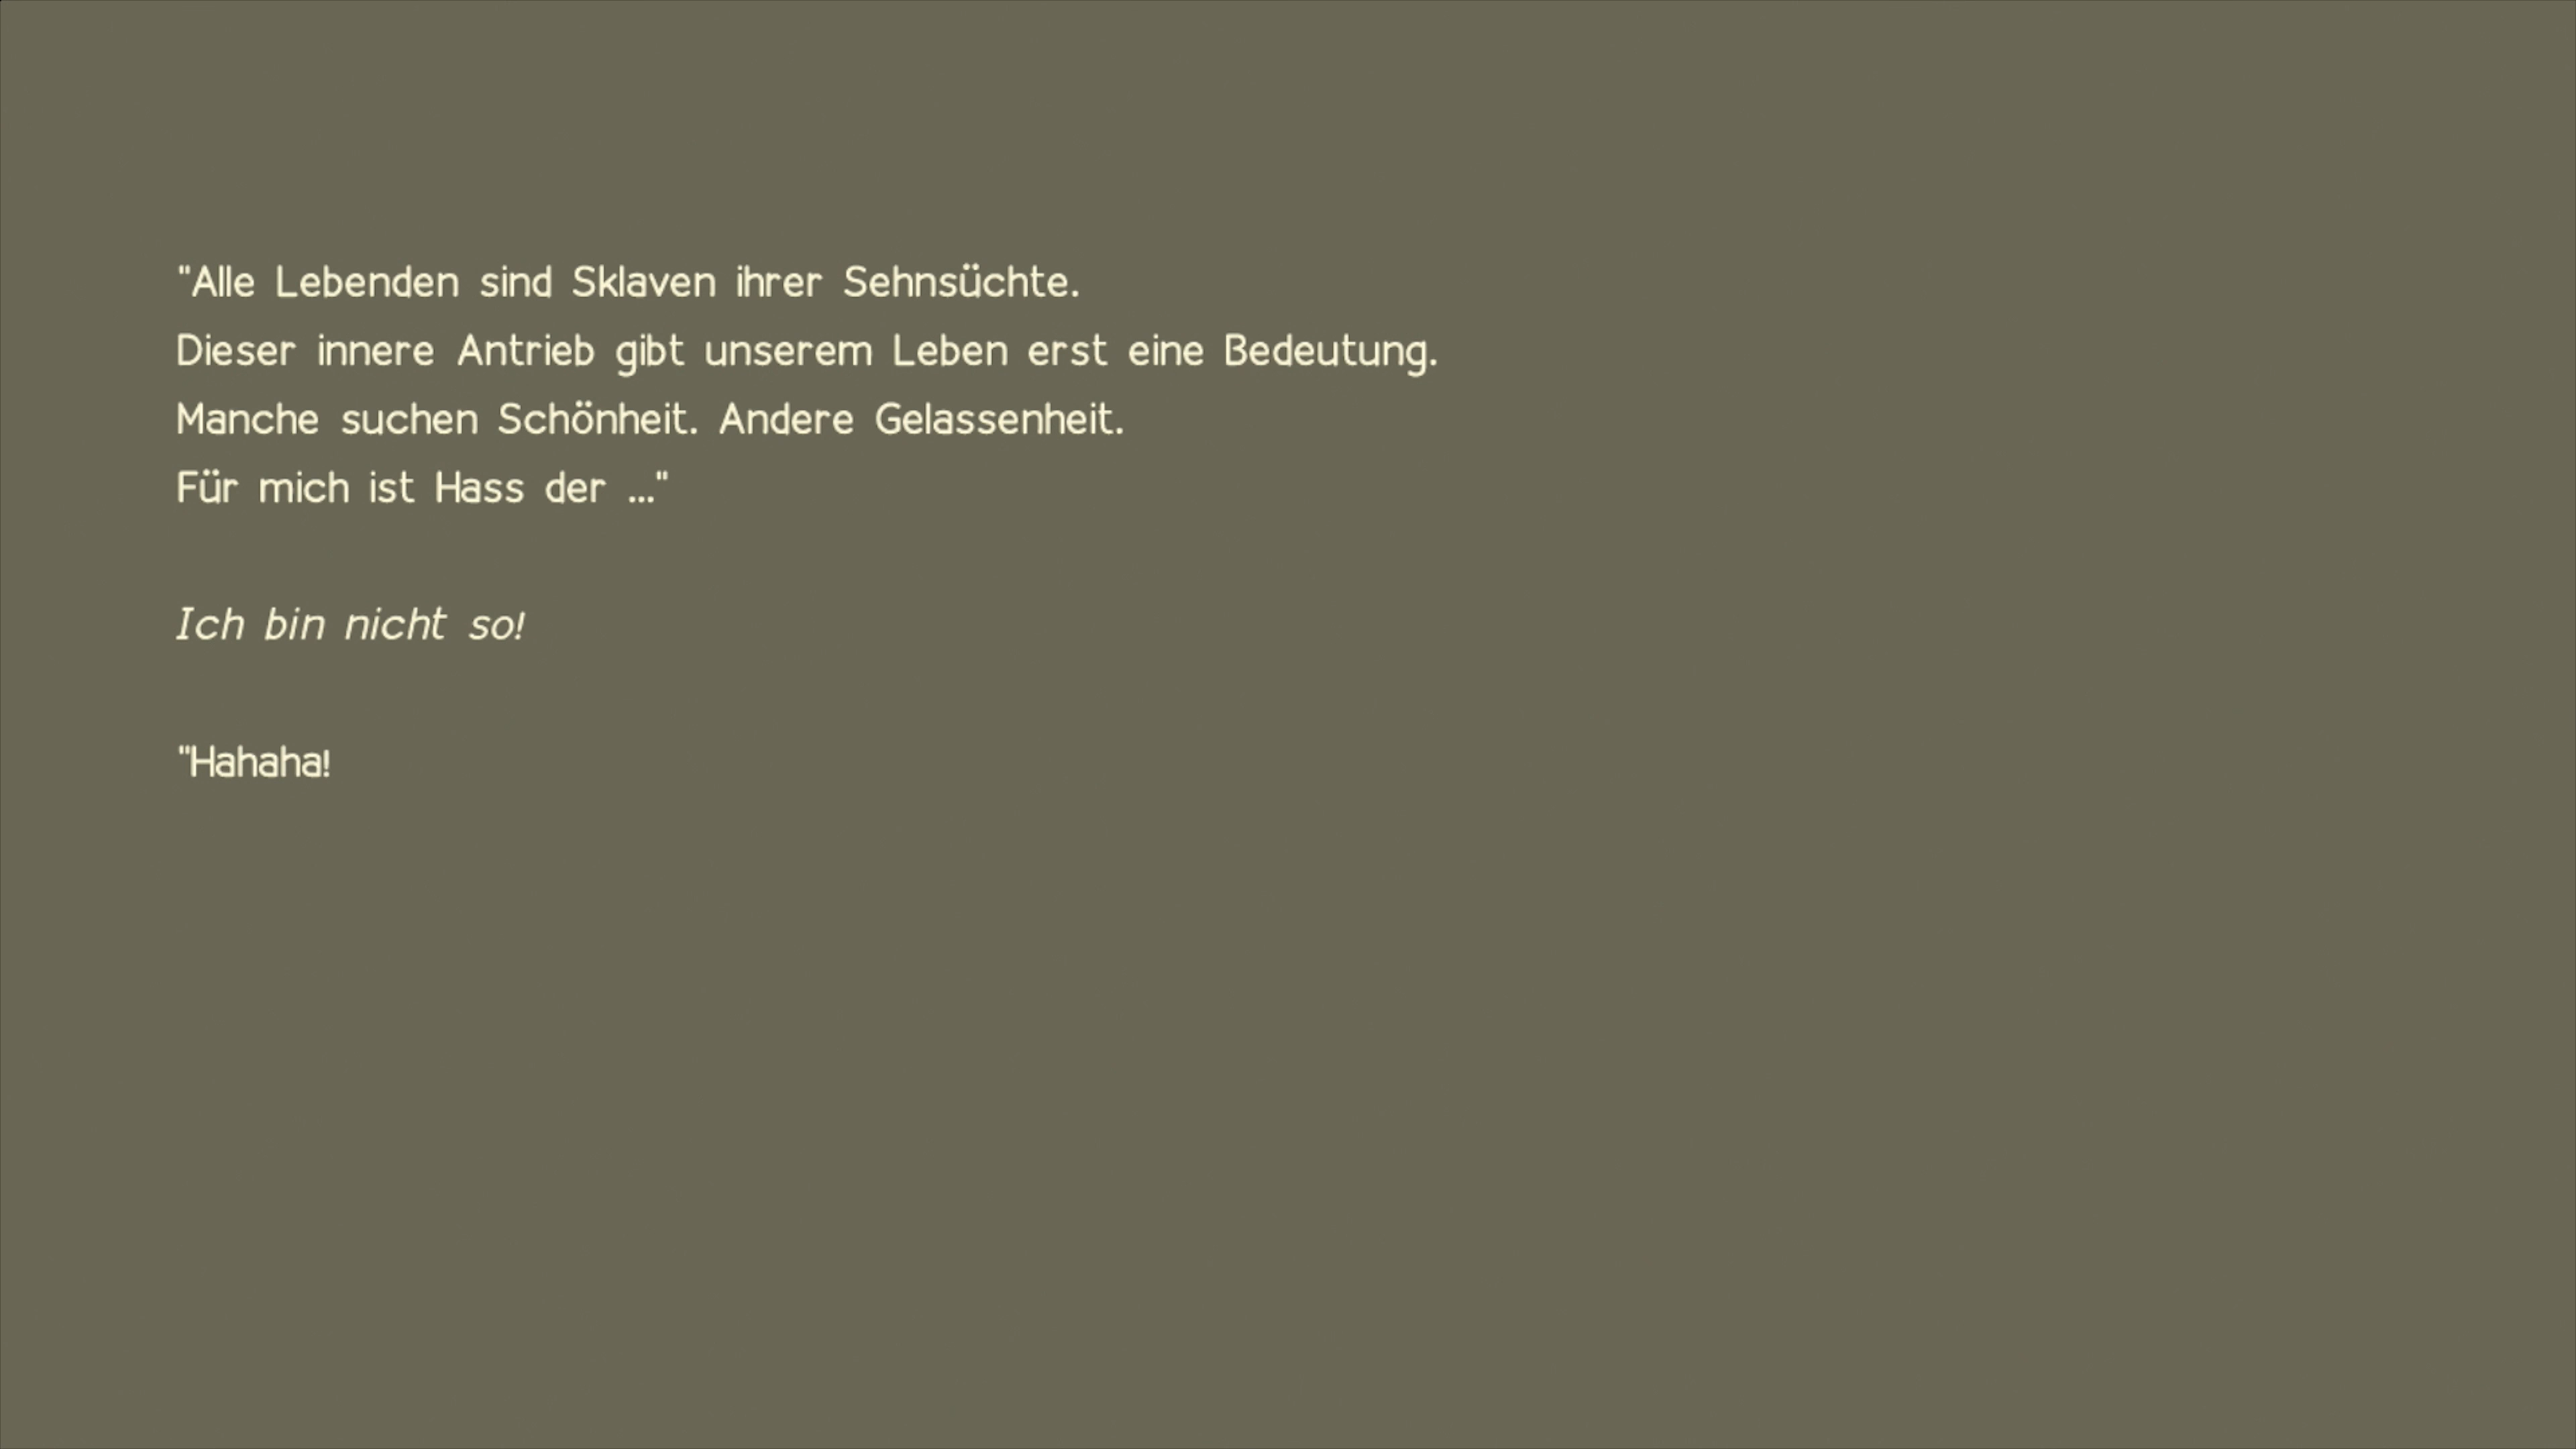 "Alle Lebenden sind Sklaven ihrer Sehnsüchte.
Dieser innere Antrieb gibt unserem Leben erst eine Bedeutung.
Manche suchen Schönheit. Andere Gelassenheit.
Für mich ist Hass der ..."
Ich bin nicht so!
"Hahaha!